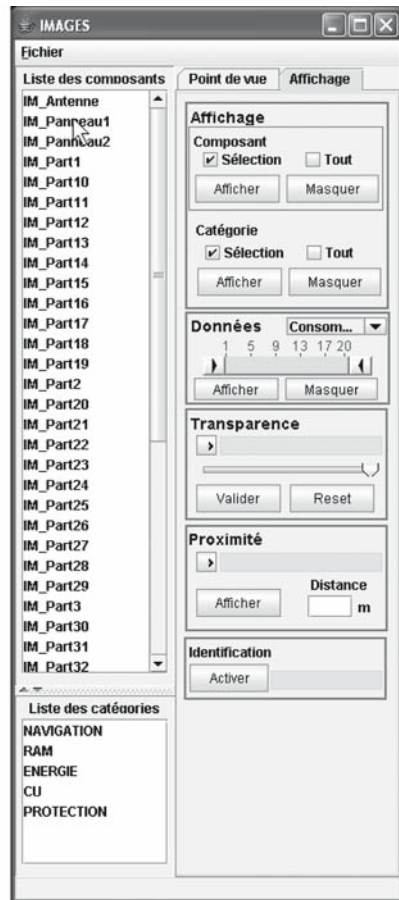 IMAGES
Fichier
Liste des composants
IM_Antenne
IM_Panneau1
IM_Panneau2
IM_Part1
IM_Part10
IM_Part11
IM_Part12
IM_Part13
IM_Part14
IM_Part15
IM_Part16
IM_Part17
IM_Part18
IM_Part19
IM_Part2
IM_Part20
IM_Part21
IM_Part22
IM_Part23
IM_Part24
IM_Part25
IM_Part26
IM_Part27
IM_Part28
IM_Part29
IM_Part3
IM_Part30
IM_Part31
IM_Part32
Liste des catégories
NAVIGATION
RAM
ENERGIE
CU
PROTECTION
Point de vue Affichage
Affichage
Composant
Sélection Tout
Afficher Masquer
Catégorie
Sélection Tout
Afficher Masquer
Données Consom...
1 5 9 13 17 20
Afficher Masquer
Transparence
Valider Reset
Proximité
Distance
Afficher m
Identification
Activer